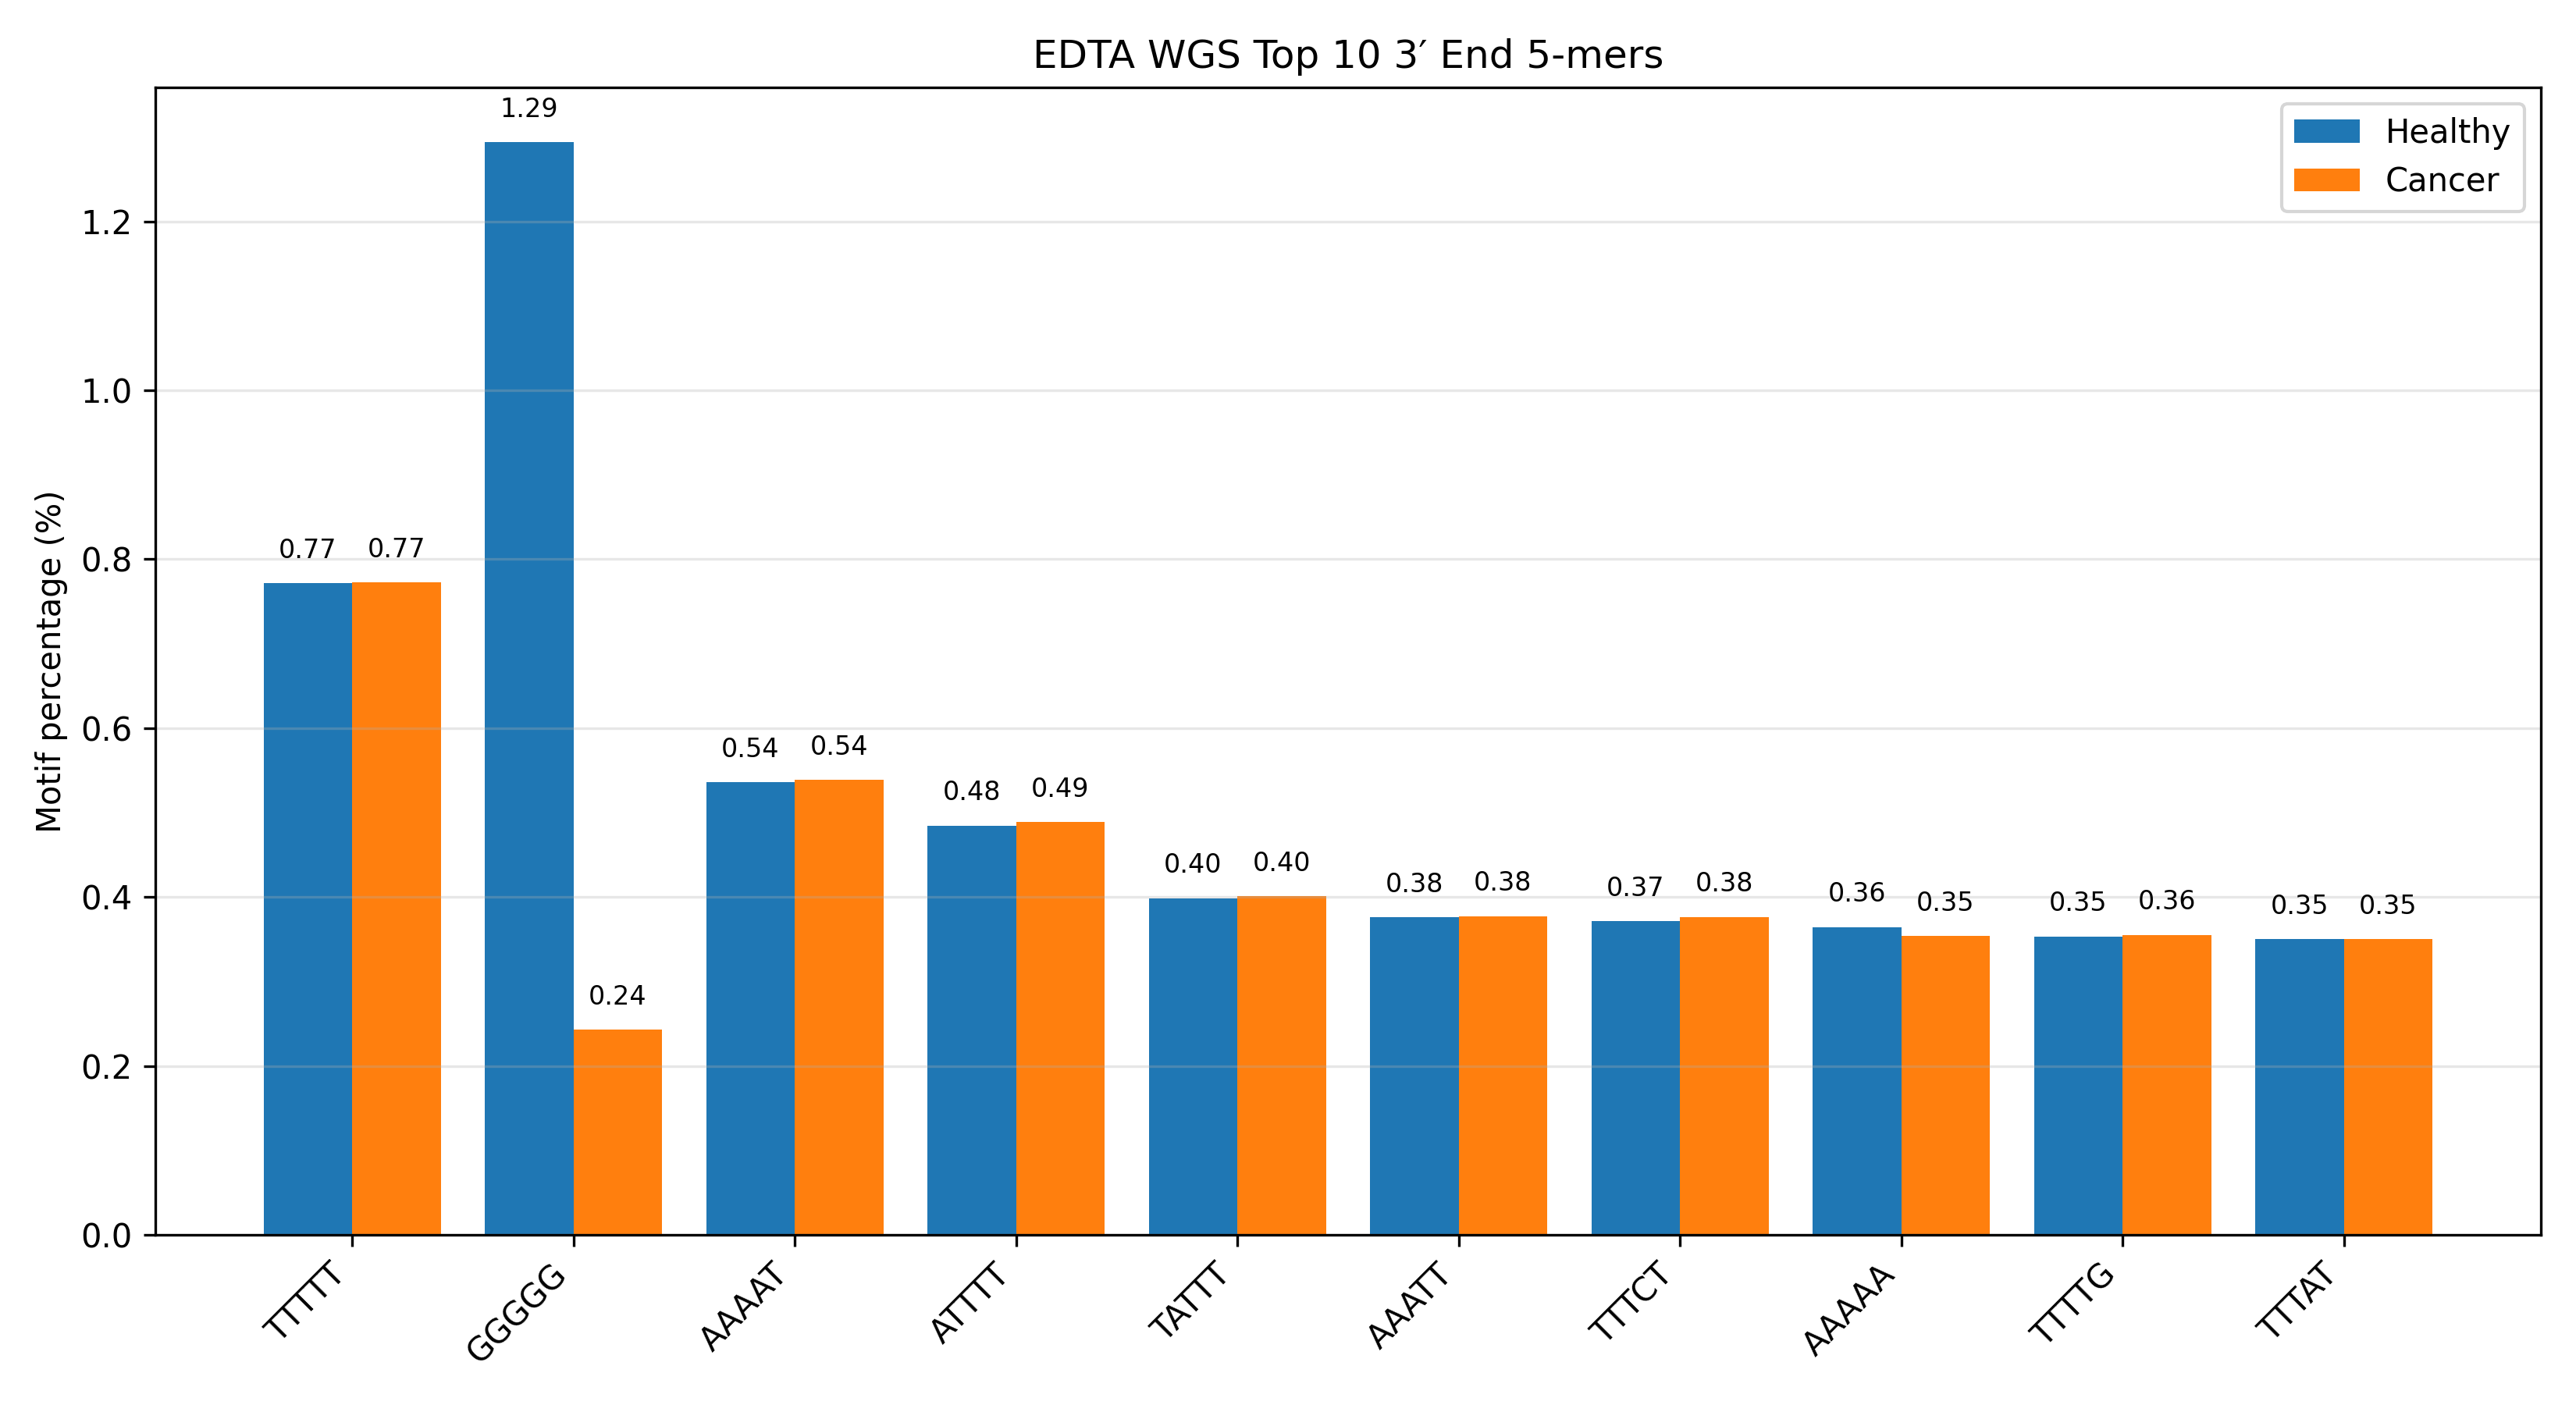 EDTA WGS Top 10 3′ End 5-mers
Healthy
Cancer
Motif percentage (%)
1.2
1.0
0.8
0.6
0.4
0.2
0.0
0.77 0.77
1.29 0.24
0.54 0.54
0.48 0.49
0.40 0.40
0.38 0.38
0.37 0.38
0.36 0.35
0.35 0.36
0.35 0.35
TTTTT
GGGGG
AAAAT
ATTTT
TATTT
AAATT
TTTCT
AAAAA
TTTTG
TTTAT